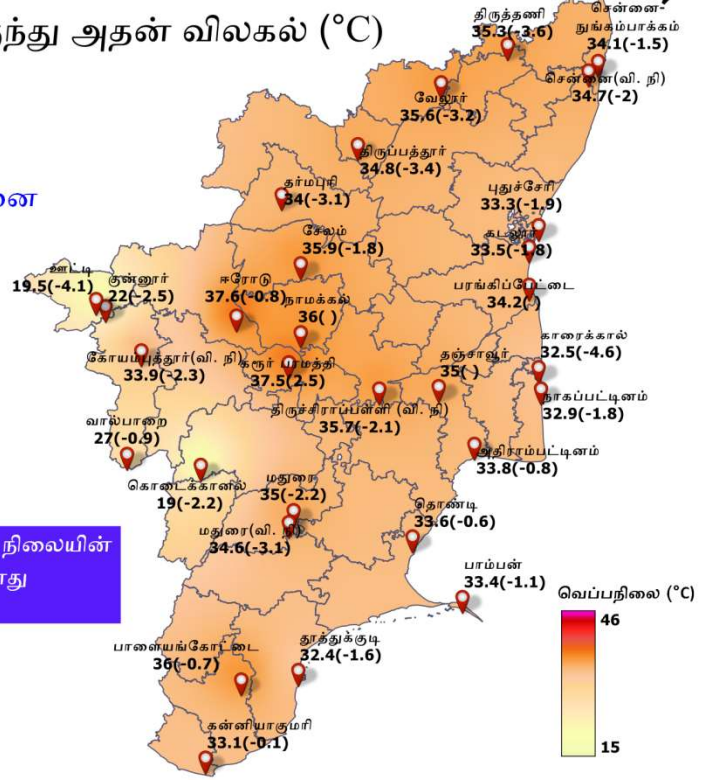 விலகல் (°C)
அதன்
திருத்தணி
35.3(-3.6)
சென்னை-
நுங்கம்பாக்கம்
34.1(-1.5)
சென்னை(வி. நி)
34.7(-2)
வேலூர்
35.6(-3.2)
திருப்பத்தூர்
34.8(-3.4)
தர்மபுரி
34(-3.1)
புதுச்சேரி
33.3(-1.9)
கடலூர்
33.5(-1.8)
சேலம்
35.9(-1.8)
ஊட்டி
19.5(-4.1)
குன்னூர்
22(-2.5)
ஈரோடு
37.6(-0.8)
நாமக்கல்
36( )
பரங்கிப்பேட்டை
34.2( )
காரைக்கால்
32.5(-4.6)
கோயம்புத்தூர்(வி. நி)
33.9(-2.3)
கரூர் பரமத்தி
37.5(2.5)
தஞ்சாவூர்
35( )
நாகப்பட்டினம்
32.9(-1.8)
திருச்சிராப்பள்ளி (வி. நி)
35.7(-2.1)
வால்பாறை
27(-0.9)
அதிராம்பட்டினம்
33.8(-0.8)
கொடைக்கானல்
19(-2.2)
மதுரை
35(-2.2)
மதுரை(வி. நி)
34.6(-3.1)
தொண்டி
33.6(-0.6)
நிலையின்
பாம்பன்
33.4(-1.1)
வெப்பநிலை (°C)
46
15
பாளையங்கோட்டை
36(-0.7)
தூத்துக்குடி
32.4(-1.6)
கன்னியாகுமரி
33.1(-0.1)